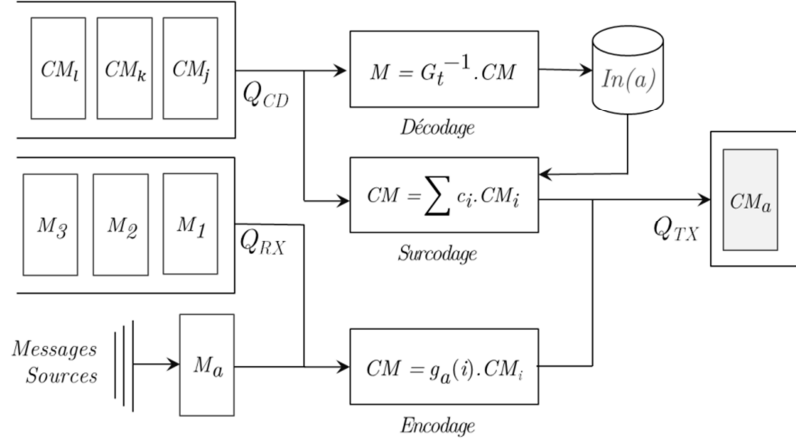 CM_l CM_k CM_j
Q_CD
M = G_t^{-1}.CM
Décodage
In(a)
M_3 M_2 M_1
Q_RX
CM = ∑ c_i.CM_i
Surcodage
Q_TX
CM_a
Messages
Sources
M_a
CM = g_a(i).CM_i
Encodage